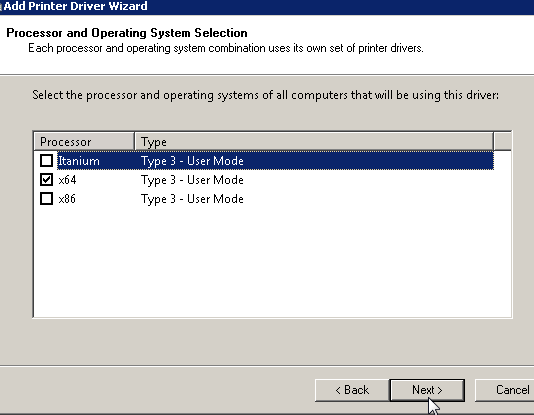 Add Printer Driver Wizard
Processor and Operating System Selection
Each processor and operating system combination uses its own set of printer drivers.
Select the processor and operating systems of all computers that will be using this driver:
Processor Type
Itanium Type 3 - User Mode
x64 Type 3 - User Mode
x86 Type 3 - User Mode
< Back Next > Cancel